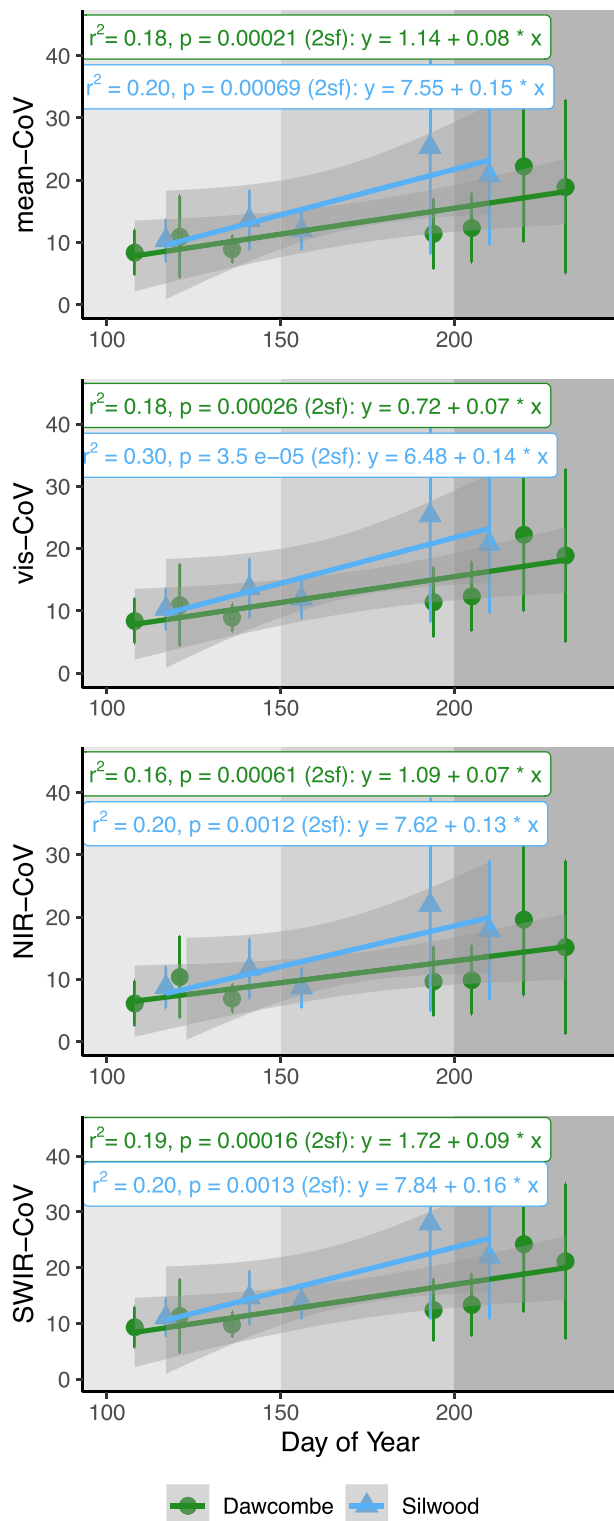 r² = 0.18, p = 0.00021 (2sf): y = 1.14 + 0.08 * x
r² = 0.20, p = 0.00069 (2sf): y = 7.55 + 0.15 * x
mean−CoV
40
30
20
10
0
100 150 200
r² = 0.18, p = 0.00026 (2sf): y = 0.72 + 0.07 * x
r² = 0.30, p = 3.5 e−05 (2sf): y = 6.48 + 0.14 * x
vis−CoV
40
30
20
10
0
100 150 200
r² = 0.16, p = 0.00061 (2sf): y = 1.09 + 0.07 * x
r² = 0.20, p = 0.0012 (2sf): y = 7.62 + 0.13 * x
NIR−CoV
40
30
20
10
0
100 150 200
r² = 0.19, p = 0.00016 (2sf): y = 1.72 + 0.09 * x
r² = 0.20, p = 0.0013 (2sf): y = 7.84 + 0.16 * x
SWIR−CoV
40
30
20
10
0
100 150 200
Day of Year
Dawcombe Silwood